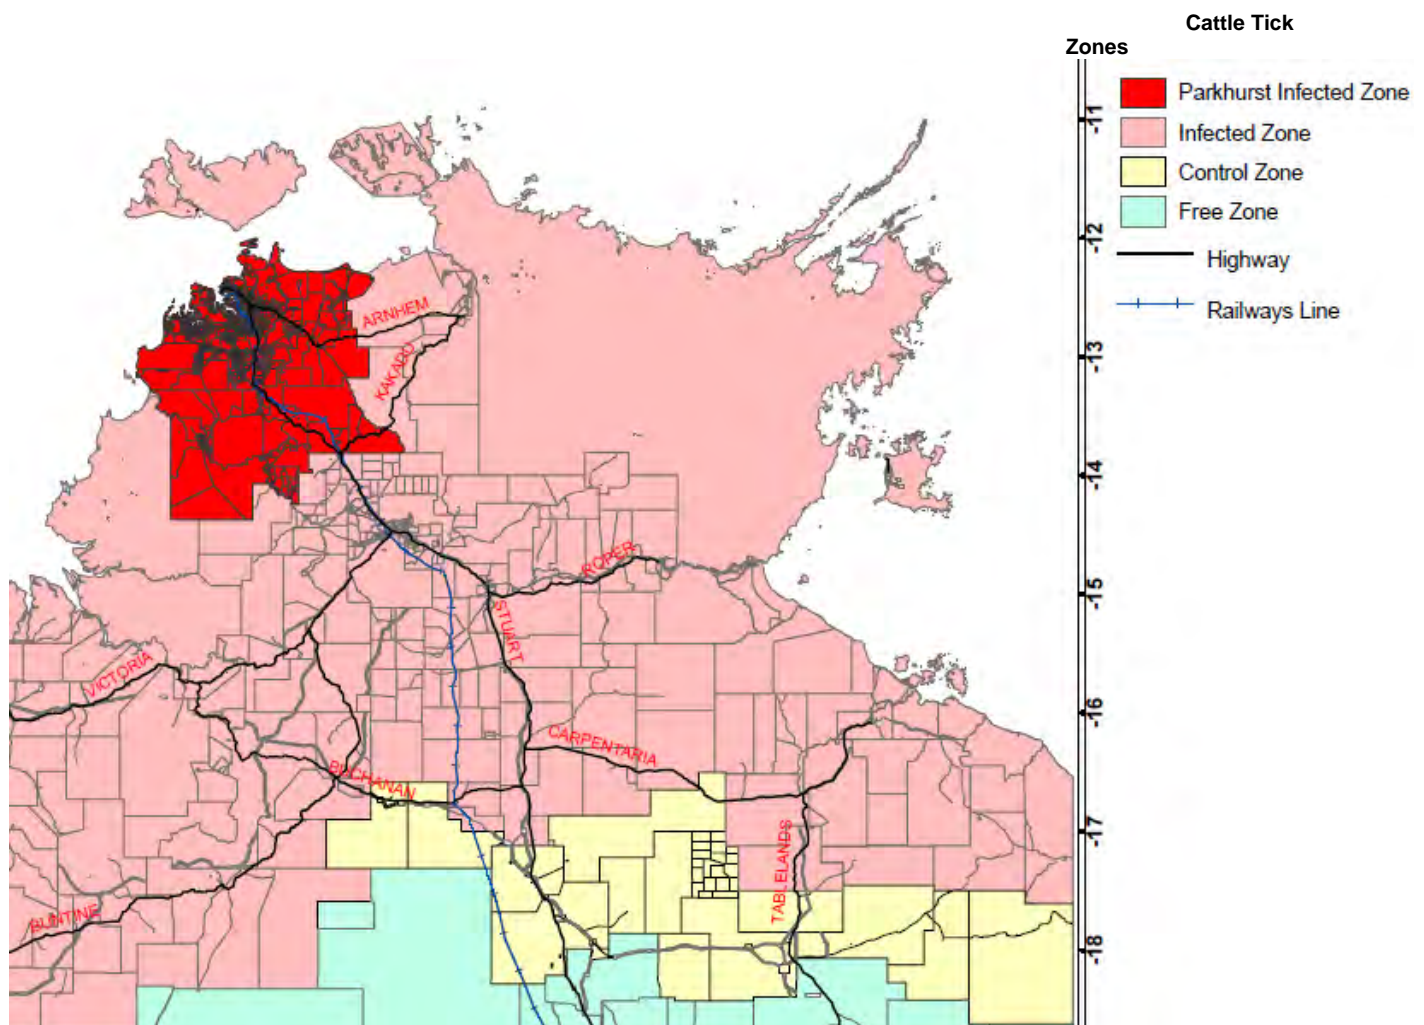 Cattle Tick
Zones
Parkhurst Infected Zone
Infected Zone
Control Zone
Free Zone
Highway
Railways Line
-11
-12
-13
-14
-15
-16
-17
-18
ARNHEM
KAKADU
ROPER
STUART
VICTORIA
CARPENTARIA
BUCHANAN
TABLELANDS
BUNTINE